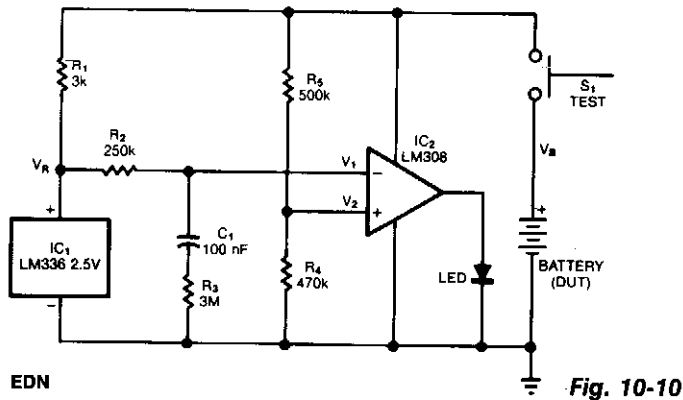 R1
3k
R5
500k
S1
TEST
R2
250k
IC2
LM308
VR
V1
VB
−
V2
+
+
IC1
LM336 2.5V
−
C1
100 nF
R3
3M
R4
470k
LED
+
BATTERY
(DUT)
EDN
Fig. 10-10